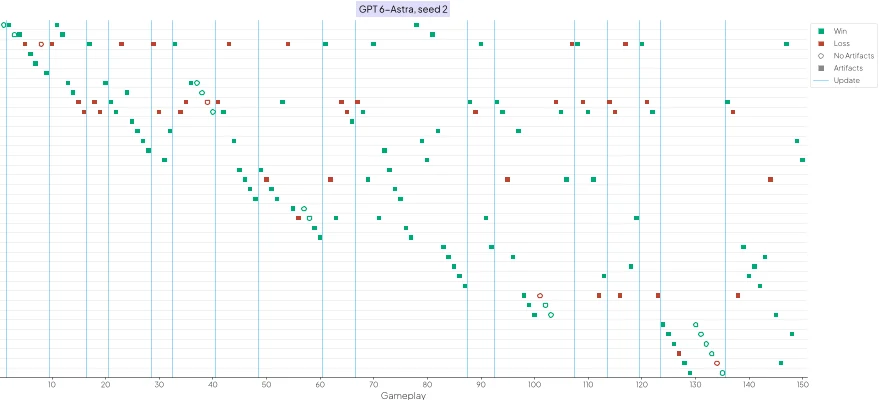 GPT 6-Astra, seed 2
Win
Loss
No Artifacts
Artifacts
Update
10 20 30 40 50 60 70 80 90 100 110 120 130 140 150
Gameplay